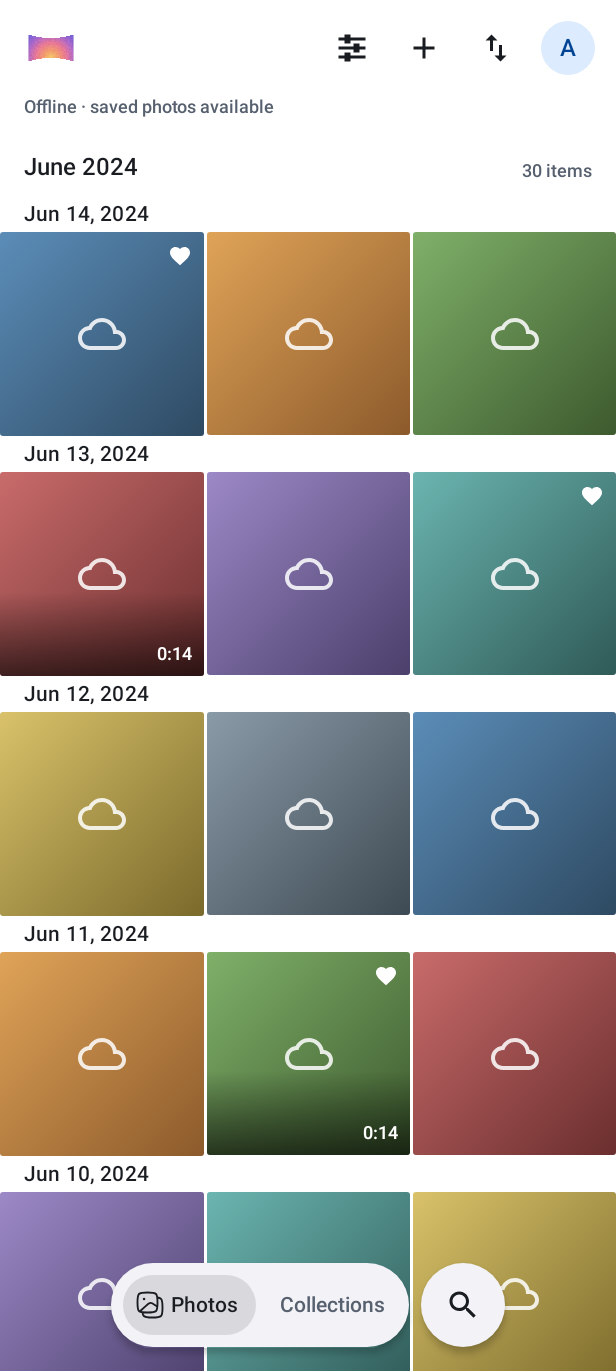 A
Offline · saved photos available
June 2024
30 items
Jun 14, 2024
Jun 13, 2024
0:14
Jun 12, 2024
Jun 11, 2024
0:14
Jun 10, 2024
Photos
Collections